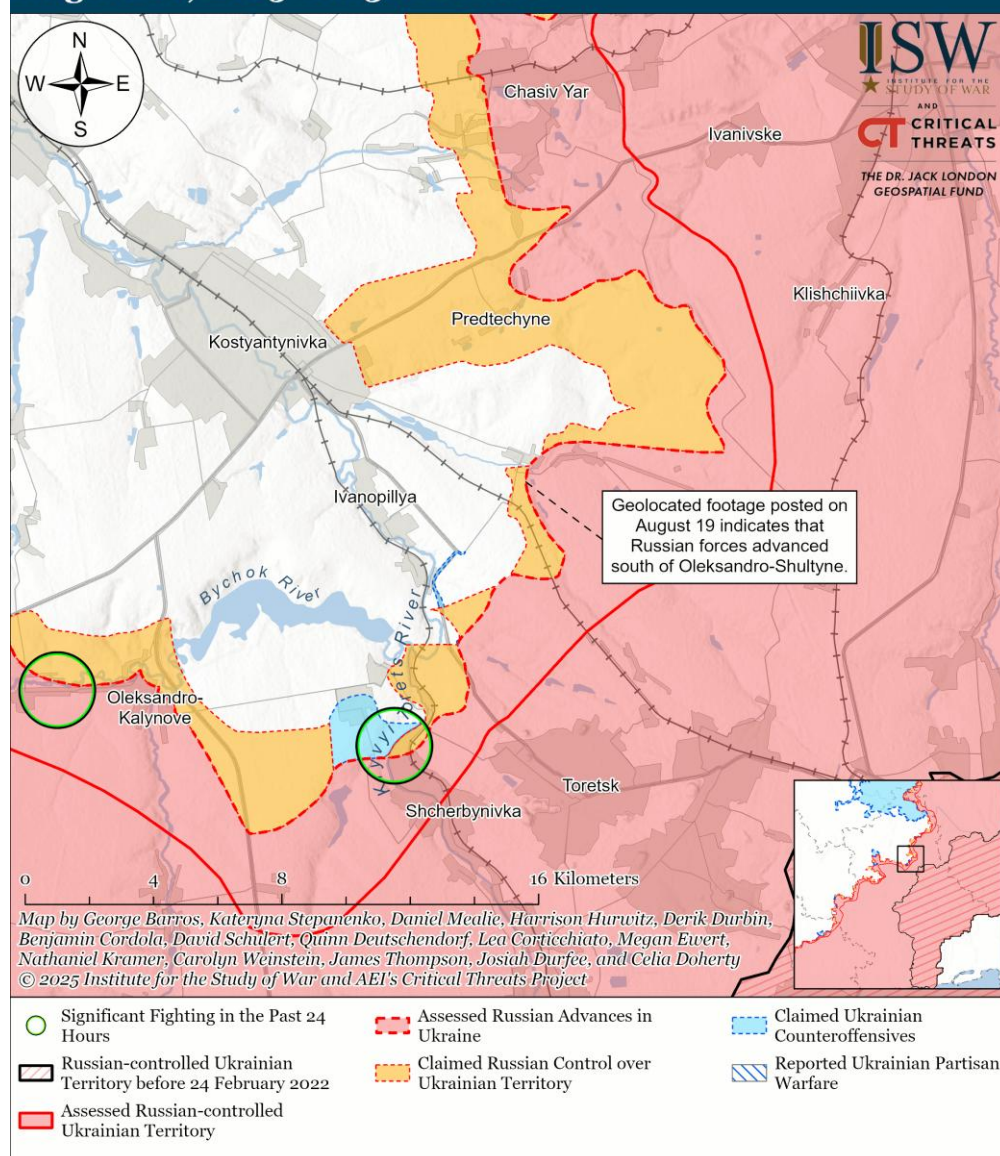 N
W
E
S
ISW
INSTITUTE FOR THE
STUDY OF WAR
AND
CT CRITICAL
THREATS
THE DR. JACK LONDON
GEOSPATIAL FUND
Chasiv Yar
Ivanivske
Klishchiivka
Predtechyne
Kostyantynivka
Ivanopillya
Geolocated footage posted on
August 19 indicates that
Russian forces advanced
south of Oleksandro-Shultyne.
Bychok River
River
Oleksandro-
Kalynove
Toretsk
Shcherbynivka
0 4 8 16 Kilometers
Map by George Barros, Kateryna Stepanenko, Daniel Mealie, Harrison Hurwitz, Derik Durbin,
Benjamin Cordola, David Schulert, Quinn Deutschendorf, Lea Corticchiato, Megan Ewert,
Nathaniel Kramer, Carolyn Weinstein, James Thompson, Josiah Durfee, and Celia Doherty
© 2025 Institute for the Study of War and AEI's Critical Threats Project
Significant Fighting in the Past 24
Hours
Russian-controlled Ukrainian
Territory before 24 February 2022
Assessed Russian-controlled
Ukrainian Territory
Assessed Russian Advances in
Ukraine
Claimed Russian Control over
Ukrainian Territory
Claimed Ukrainian
Counteroffensives
Reported Ukrainian Partisan
Warfare